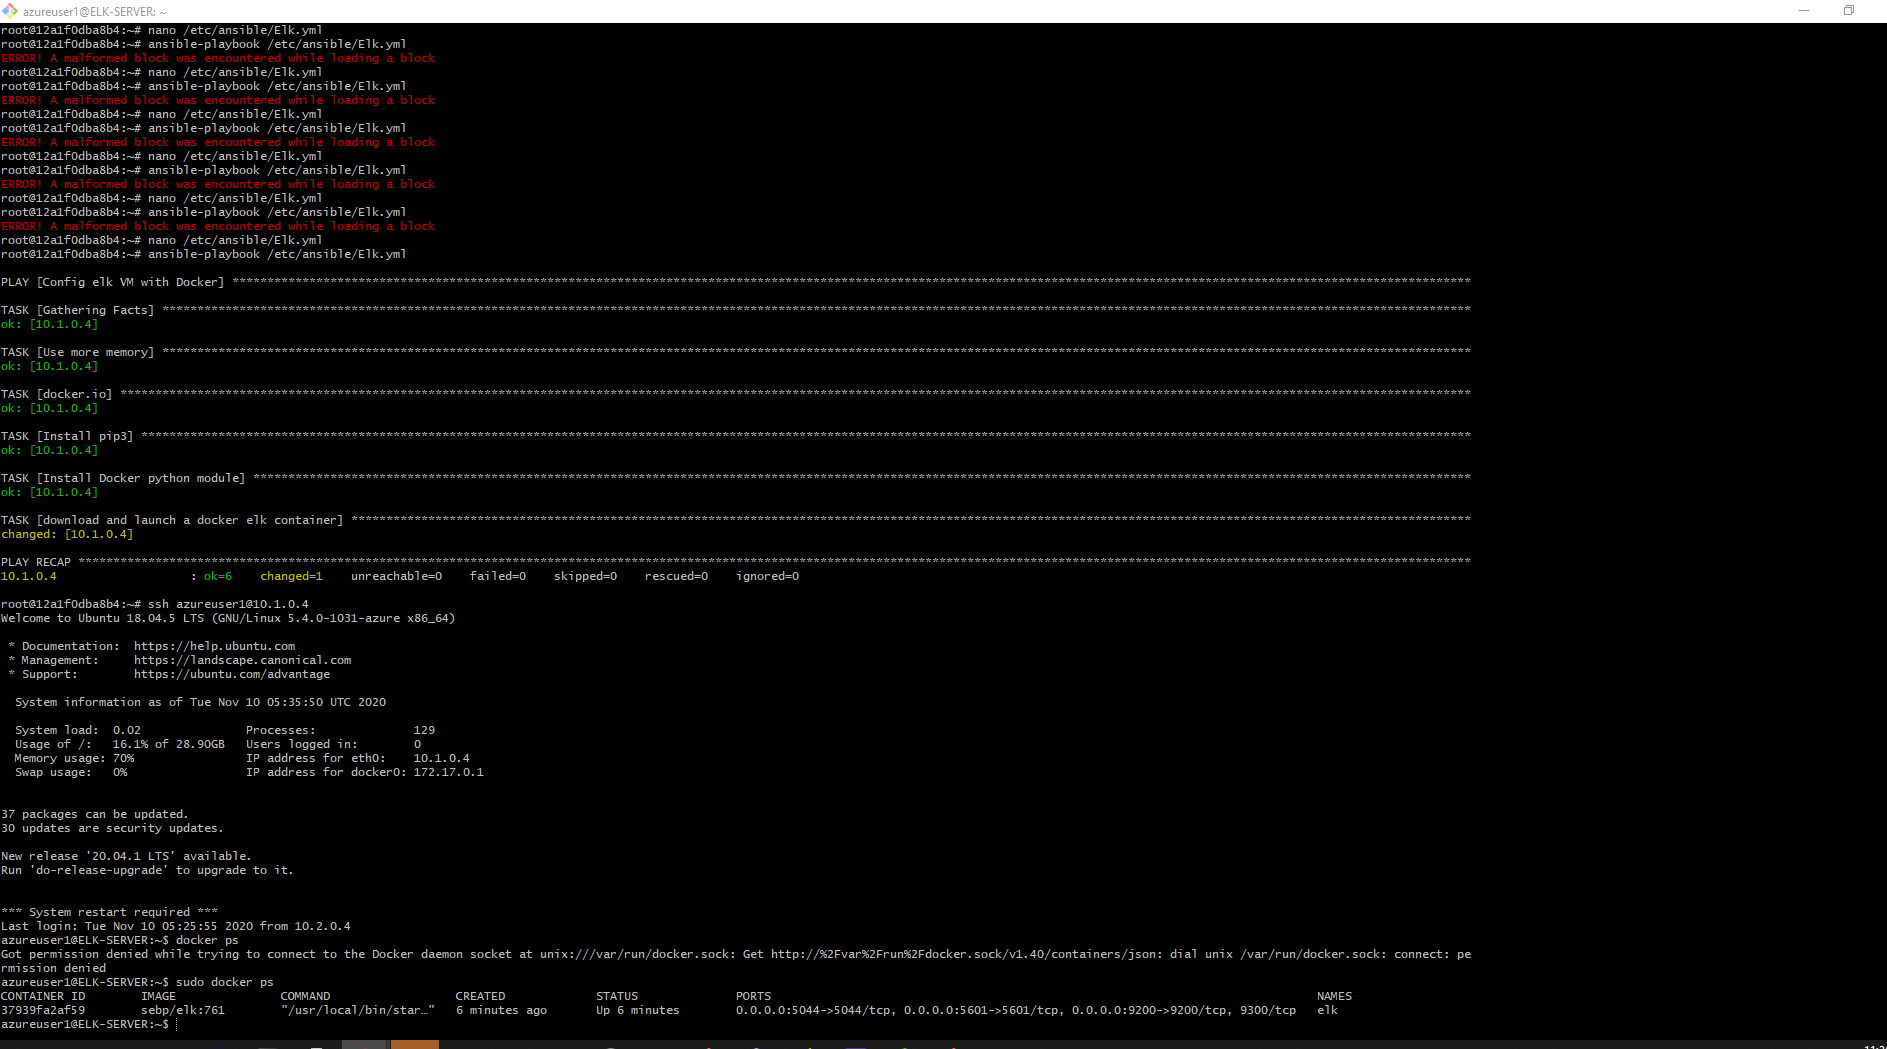 azureuser1@ELK-SERVER: ~
root@12a1f0dba8b4:~# nano /etc/ansible/Elk.yml
root@12a1f0dba8b4:~# ansible-playbook /etc/ansible/Elk.yml
ERROR! A malformed block was encountered while loading a block
root@12a1f0dba8b4:~# nano /etc/ansible/Elk.yml
root@12a1f0dba8b4:~# ansible-playbook /etc/ansible/Elk.yml
ERROR! A malformed block was encountered while loading a block
root@12a1f0dba8b4:~# nano /etc/ansible/Elk.yml
root@12a1f0dba8b4:~# ansible-playbook /etc/ansible/Elk.yml
ERROR! A malformed block was encountered while loading a block
root@12a1f0dba8b4:~# nano /etc/ansible/Elk.yml
root@12a1f0dba8b4:~# ansible-playbook /etc/ansible/Elk.yml
ERROR! A malformed block was encountered while loading a block
root@12a1f0dba8b4:~# nano /etc/ansible/Elk.yml
root@12a1f0dba8b4:~# ansible-playbook /etc/ansible/Elk.yml
ERROR! A malformed block was encountered while loading a block
root@12a1f0dba8b4:~# nano /etc/ansible/Elk.yml
root@12a1f0dba8b4:~# ansible-playbook /etc/ansible/Elk.yml
PLAY [Config elk VM with Docker] *********************************************************************************************************************************************************************************
TASK [Gathering Facts] *******************************************************************************************************************************************************************************************
ok: [10.1.0.4]
TASK [Use more memory] *******************************************************************************************************************************************************************************************
ok: [10.1.0.4]
TASK [docker.io] *************************************************************************************************************************************************************************************************
ok: [10.1.0.4]
TASK [Install pip3] **********************************************************************************************************************************************************************************************
ok: [10.1.0.4]
TASK [Install Docker python module] ******************************************************************************************************************************************************************************
ok: [10.1.0.4]
TASK [download and launch a docker elk container] ****************************************************************************************************************************************************************
changed: [10.1.0.4]
PLAY RECAP *******************************************************************************************************************************************************************************************************
10.1.0.4                   : ok=6    changed=1    unreachable=0    failed=0    skipped=0    rescued=0    ignored=0
root@12a1f0dba8b4:~# ssh azureuser1@10.1.0.4
Welcome to Ubuntu 18.04.5 LTS (GNU/Linux 5.4.0-1031-azure x86_64)
* Documentation:  https://help.ubuntu.com
* Management:     https://landscape.canonical.com
* Support:        https://ubuntu.com/advantage
System information as of Tue Nov 10 05:35:50 UTC 2020
System load:  0.02               Processes:              129
Usage of /:   16.1% of 28.90GB   Users logged in:        0
Memory usage: 70%                IP address for eth0:    10.1.0.4
Swap usage:   0%                 IP address for docker0: 172.17.0.1
37 packages can be updated.
30 updates are security updates.
New release '20.04.1 LTS' available.
Run 'do-release-upgrade' to upgrade to it.
*** System restart required ***
Last login: Tue Nov 10 05:25:55 2020 from 10.2.0.4
azureuser1@ELK-SERVER:~$ docker ps
Got permission denied while trying to connect to the Docker daemon socket at unix:///var/run/docker.sock: Get http://%2Fvar%2Frun%2Fdocker.sock/v1.40/containers/json: dial unix /var/run/docker.sock: connect: pe
rmission denied
azureuser1@ELK-SERVER:~$ sudo docker ps
CONTAINER ID        IMAGE               COMMAND                  CREATED             STATUS              PORTS                                                                              NAMES
37939fa2af59        sebp/elk:761        "/usr/local/bin/star…"   6 minutes ago       Up 6 minutes        0.0.0.0:5044->5044/tcp, 0.0.0.0:5601->5601/tcp, 0.0.0.0:9200->9200/tcp, 9300/tcp   elk
azureuser1@ELK-SERVER:~$